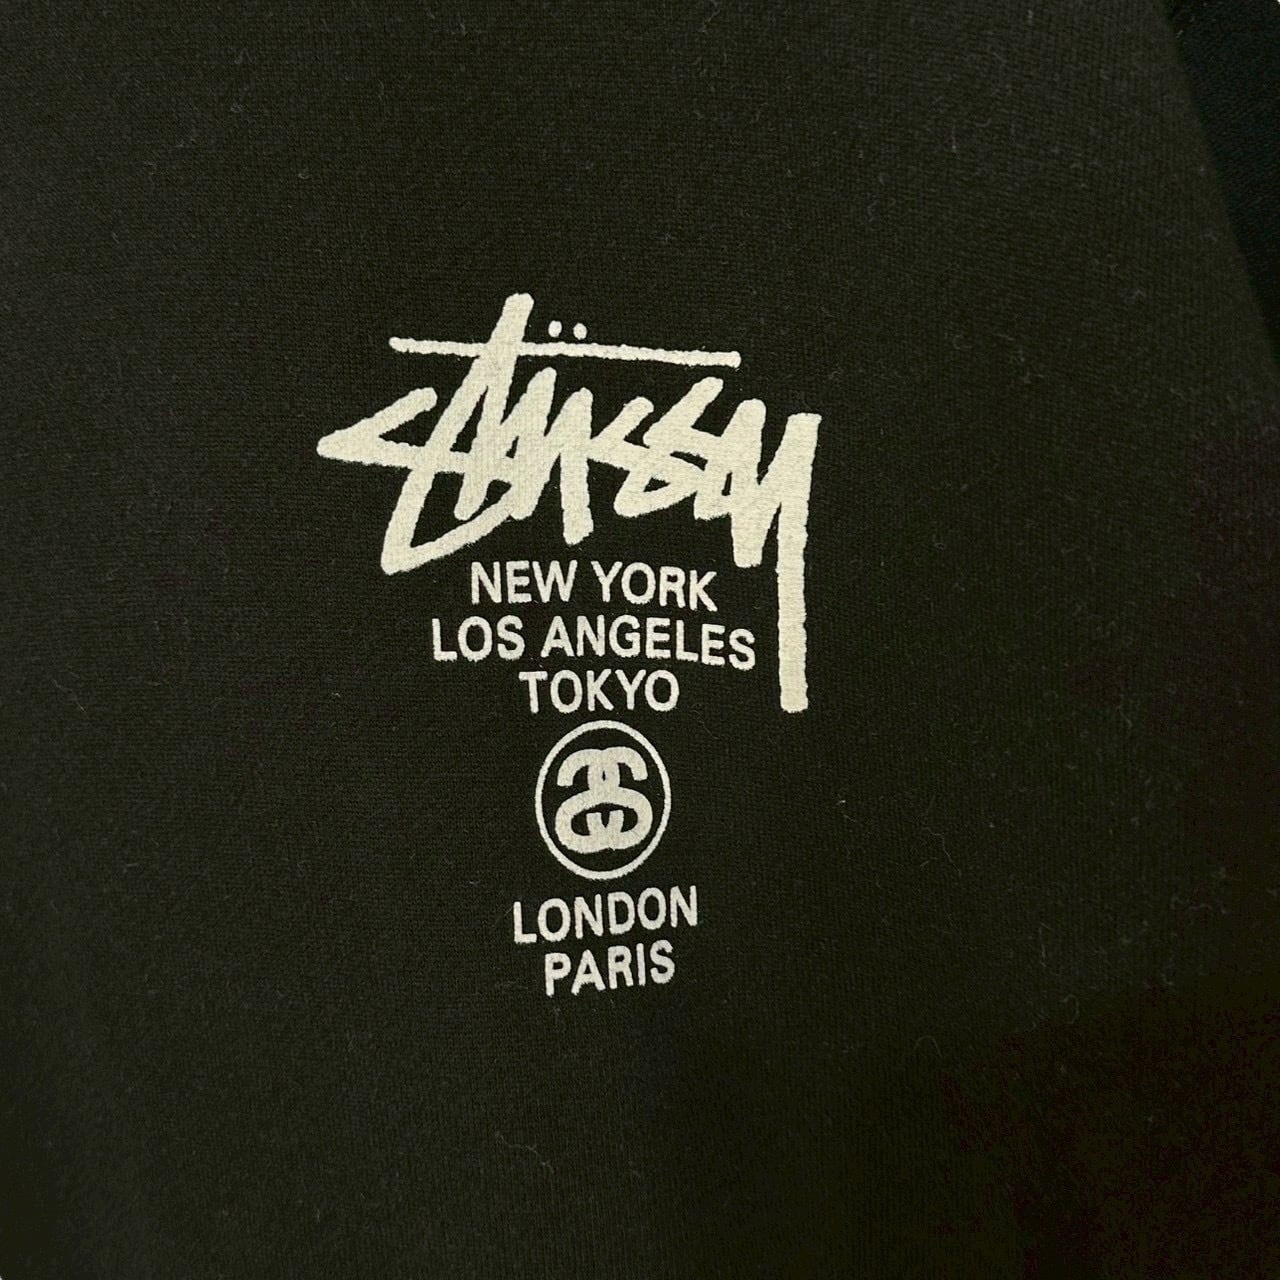 Stüssy
NEW YORK
LOS ANGELES
TOKYO
LONDON
PARIS